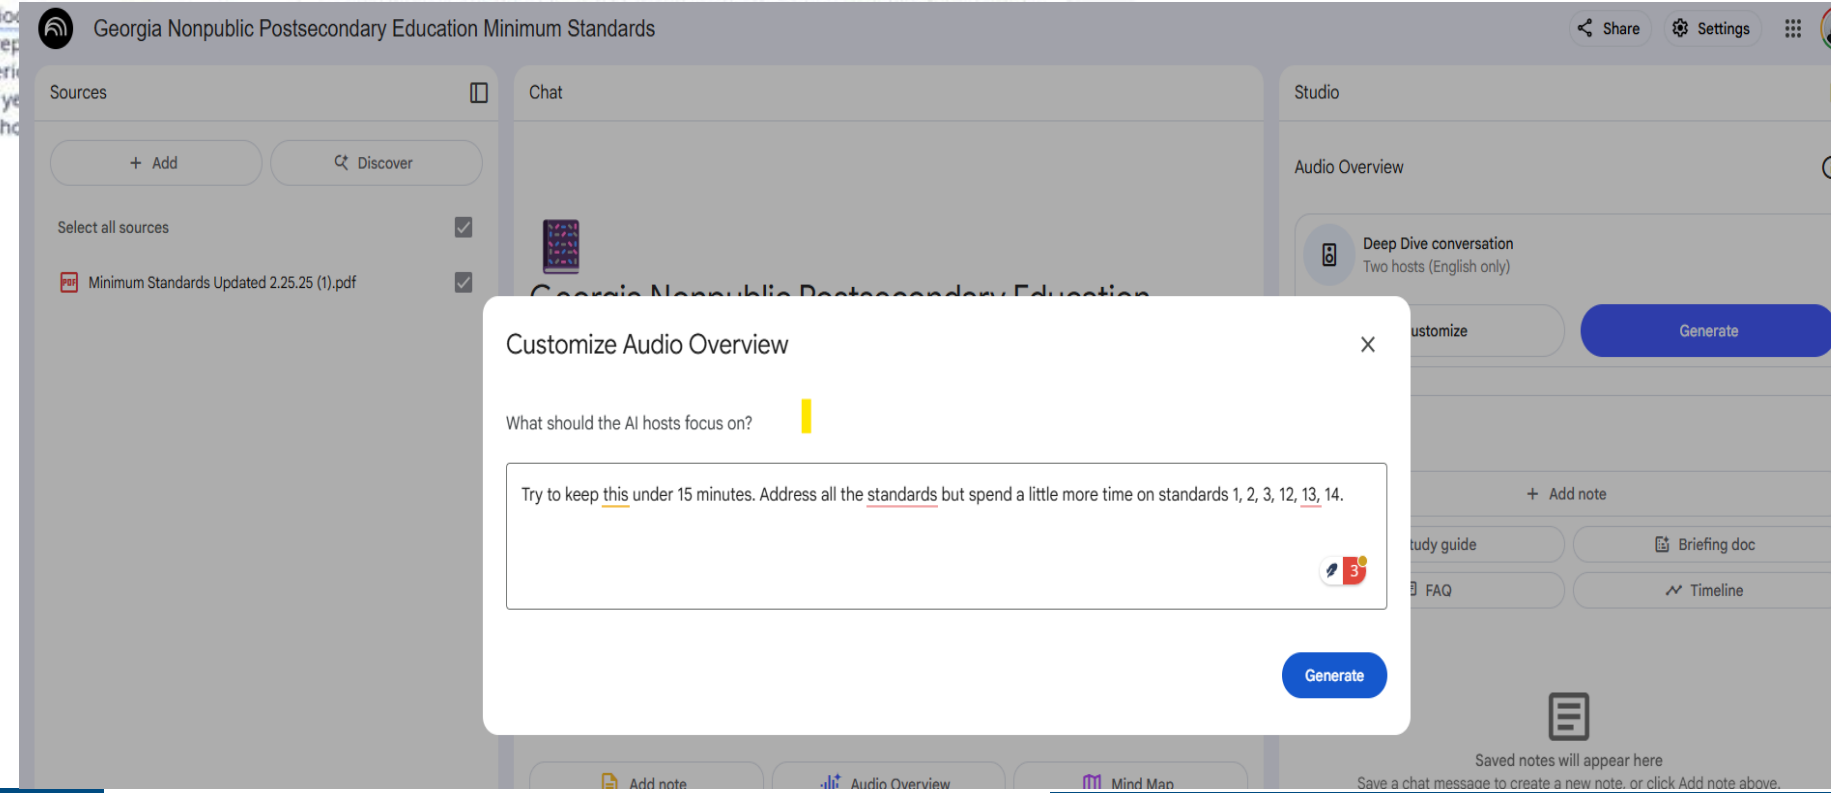 Georgia Nonpublic Postsecondary Education Minimum Standards
Share
Settings
Sources
Chat
Studio
+ Add
Discover
Audio Overview
Select all sources
Deep Dive conversation
Two hosts (English only)
PDF
Minimum Standards Updated 2.25.25 (1).pdf
Georgia Nonpublic Postsecondary Education
ustomize
Generate
Customize Audio Overview
What should the AI hosts focus on?
Try to keep this under 15 minutes. Address all the standards but spend a little more time on standards 1, 2, 3, 12, 13, 14.
3
+ Add note
tudy guide
Briefing doc
FAQ
Timeline
Generate
Saved notes will appear here
Save a chat message to create a new note, or click Add note above.
Add note
Audio Overview
Mind Map